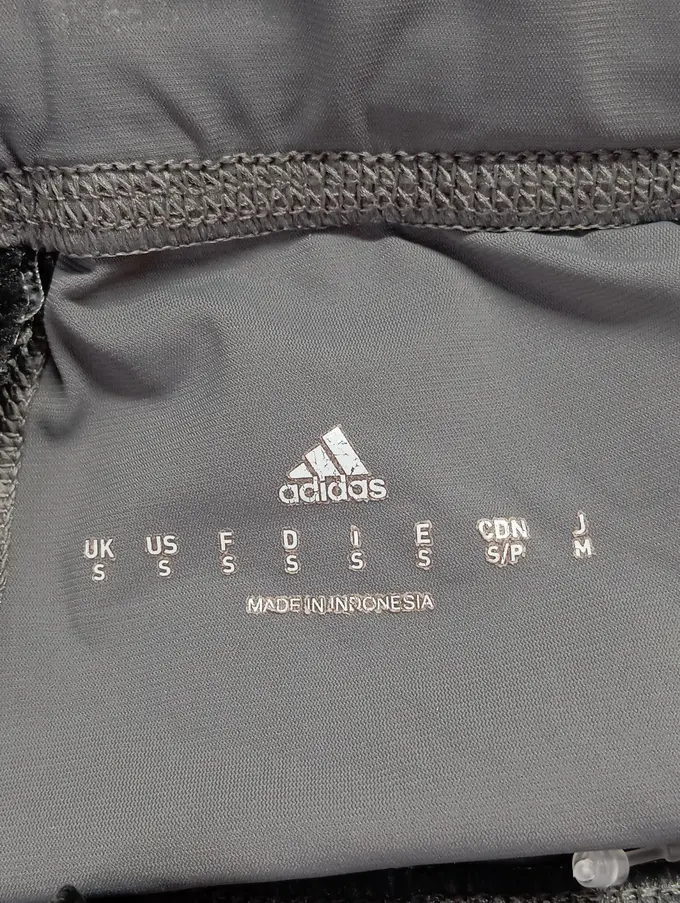 adidas
UK US F D I E CDN J
S S S S S S S/P M
MADE IN INDONESIA